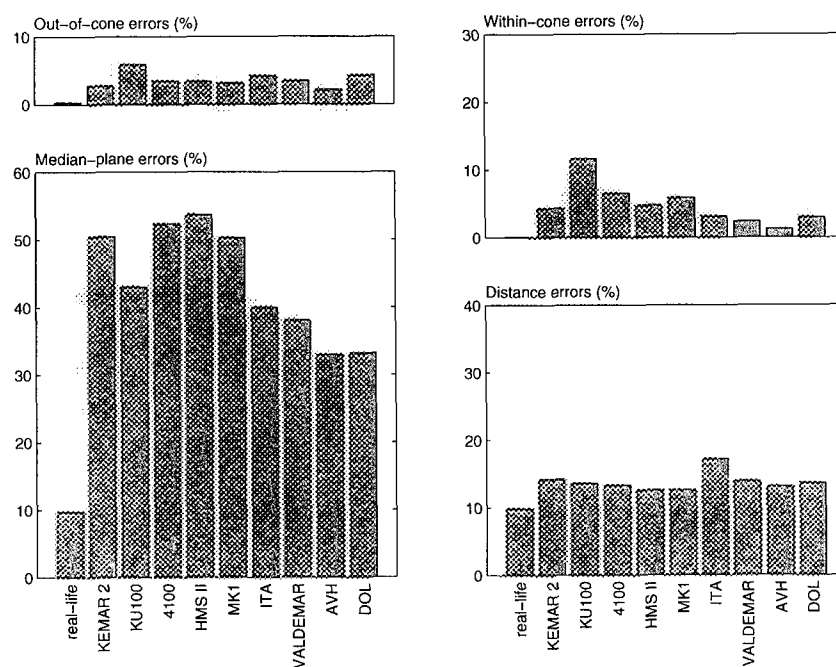 Out-of-cone errors (%)
10
0
Median-plane errors (%)
60
50
40
30
20
10
0
real-life
KEMAR 2
KU100
4100
HMS II
MK1
ITA
VALDEMAR
AVH
DOL
Within-cone errors (%)
30
20
10
0
Distance errors (%)
40
30
20
10
0
real-life
KEMAR 2
KU100
4100
HMS II
MK1
ITA
VALDEMAR
AVH
DOL